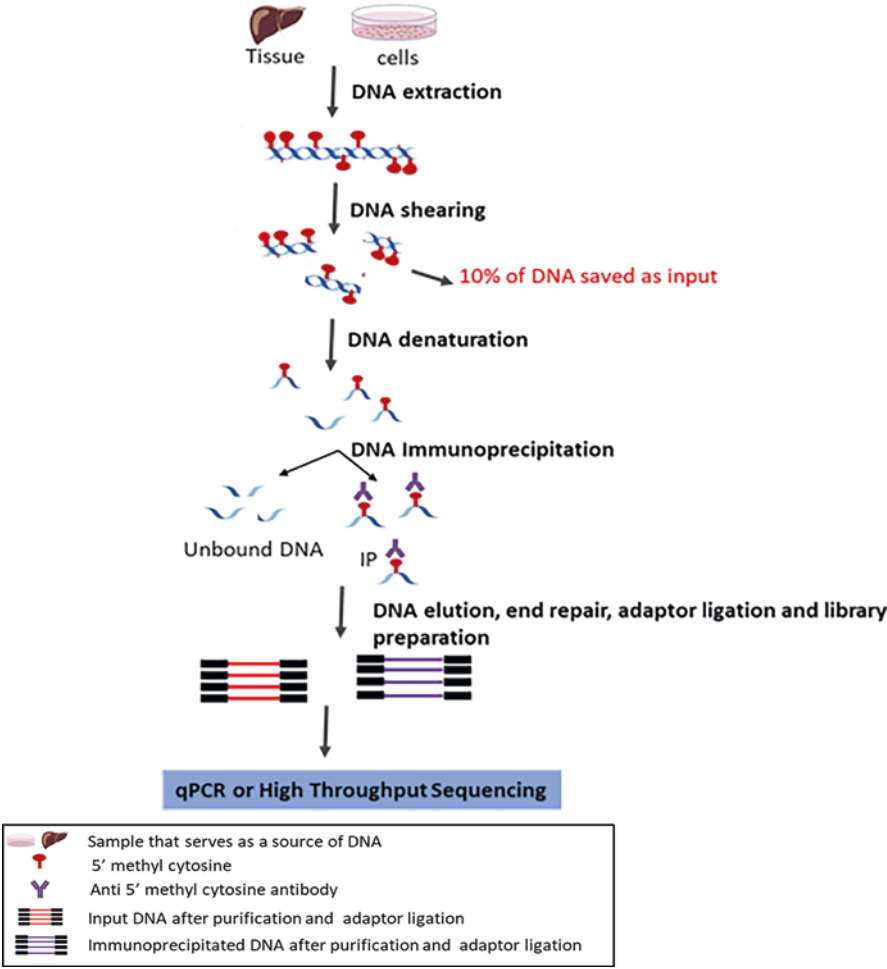 Tissue
cells
DNA extraction
DNA shearing
10% of DNA saved as input
DNA denaturation
DNA Immunoprecipitation
Unbound DNA
IP
DNA elution, end repair, adaptor ligation and library
preparation
qPCR or High Throughput Sequencing
Sample that serves as a source of DNA
5’ methyl cytosine
Anti 5’ methyl cytosine antibody
Input DNA after purification and adaptor ligation
Immunoprecipitated DNA after purification and adaptor ligation